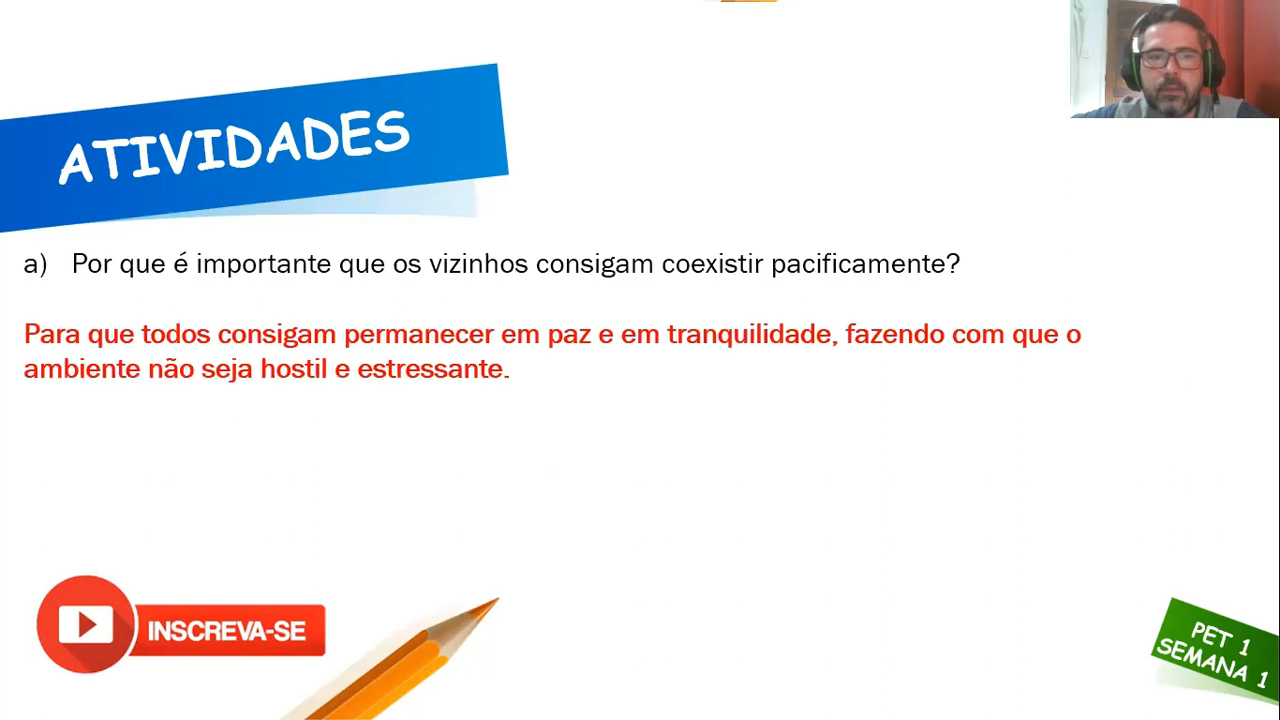 ATIVIDADES
a) Por que é importante que os vizinhos consigam coexistir pacificamente?
Para que todos consigam permanecer em paz e em tranquilidade, fazendo com que o
ambiente não seja hostil e estressante.
INSCREVA-SE
PET 1
SEMANA 1